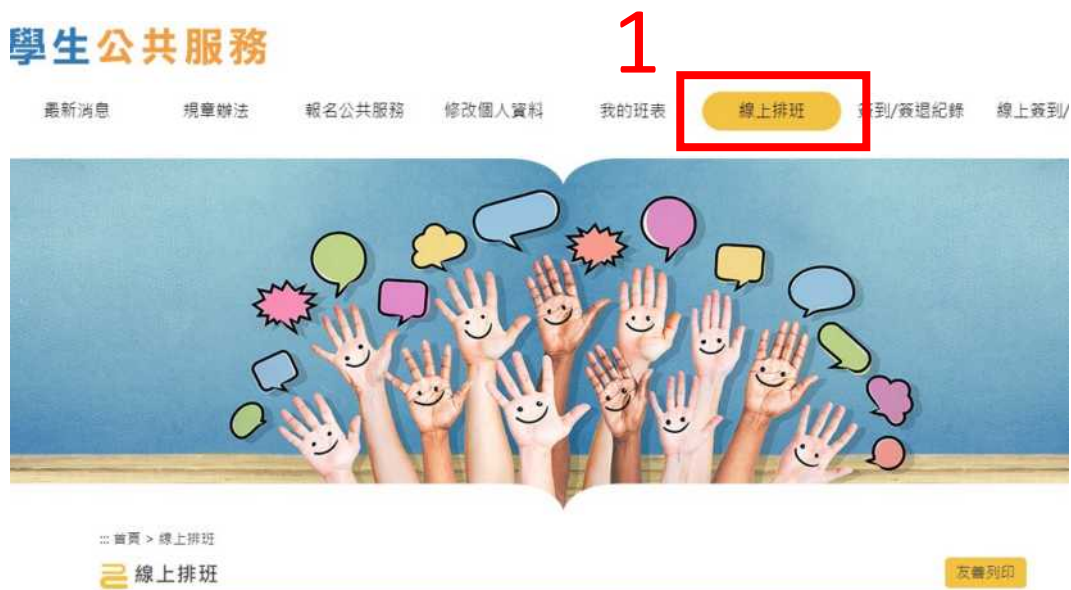 學生公共服務
1
最新消息 規章辦法 報名公共服務 修改個人資料 我的班表 線上排班 簽到/簽退紀錄 線上簽到/
::: 首頁 > 線上排班
線上排班
友善列印